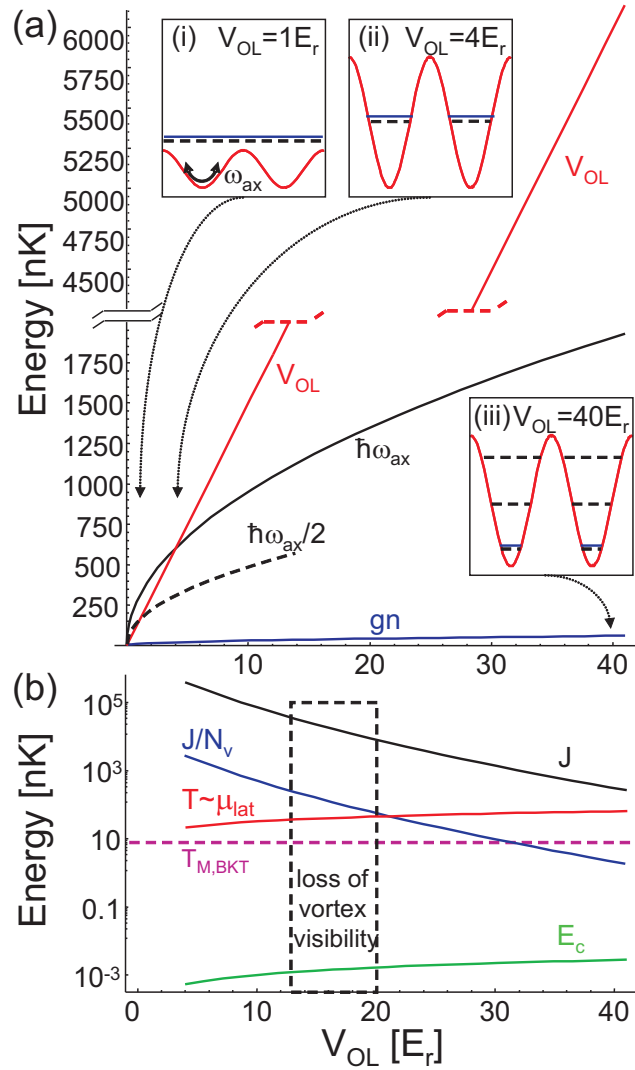 (a)
Energy [nK]
6000
5750
5500
5250
5000
4750
4500
1750
1500
1250
1000
750
500
250
(i) V_OL=1E_r
ω_ax
(ii) V_OL=4E_r
V_OL
V_OL
ħω_ax
ħω_ax/2
gn
(iii) V_OL=40E_r
10 20 30 40
(b)
Energy [nK]
10^5
10^3
10
0.1
10^-3
J/N_v
J
T~μ_lat
T_M,BKT
loss of
vortex
visibility
E_c
0 10 20 30 40
V_OL [E_r]